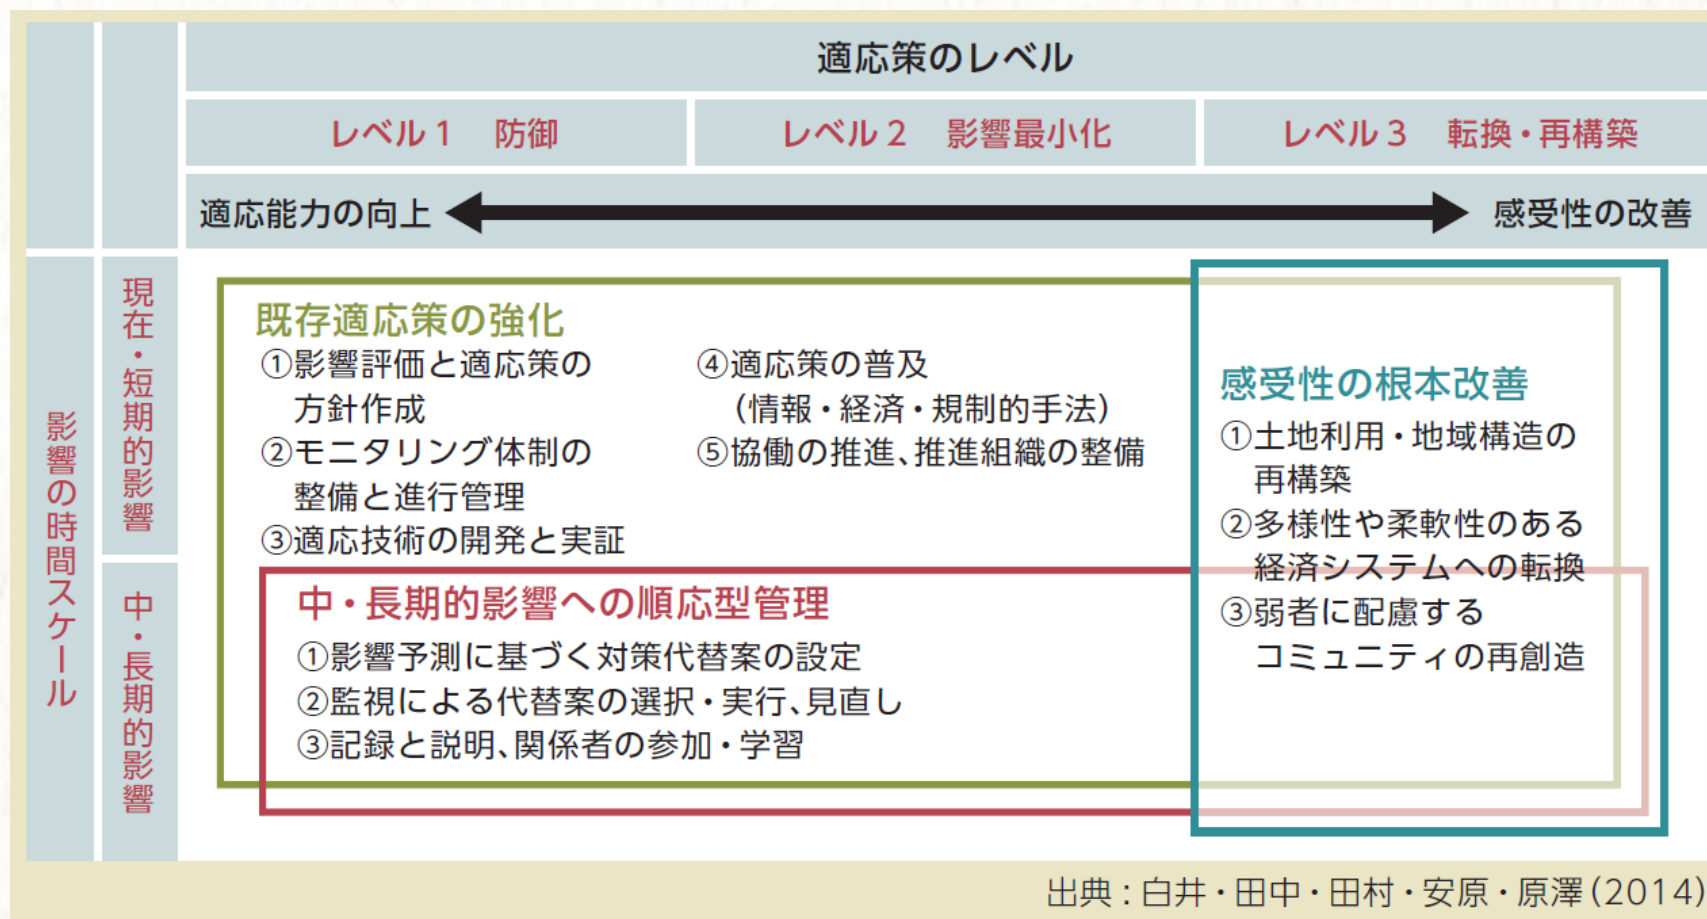 適応策のレベル
レベル1　防御
レベル2　影響最小化
レベル3　転換・再構築
適応能力の向上
感受性の改善
影響の時間スケール
現在・短期的影響
中・長期的影響
既存適応策の強化
①影響評価と適応策の
方針作成
②モニタリング体制の
整備と進行管理
③適応技術の開発と実証
④適応策の普及
（情報・経済・規制的手法）
⑤協働の推進、推進組織の整備
中・長期的影響への順応型管理
①影響予測に基づく対策代替案の設定
②監視による代替案の選択・実行、見直し
③記録と説明、関係者の参加・学習
感受性の根本改善
①土地利用・地域構造の
再構築
②多様性や柔軟性のある
経済システムへの転換
③弱者に配慮する
コミュニティの再創造
出典：白井・田中・田村・安原・原澤（2014）